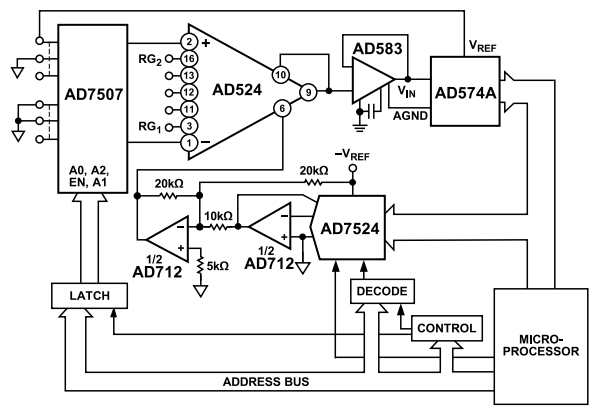 AD7507
A0, A2,
EN, A1
RG2
RG1
2
16
13
12
11
3
1
+
−
AD524
10
9
6
AD583
VIN
VREF
AD574A
AGND
20kΩ
20kΩ
−VREF
10kΩ
−
+
1/2
AD712
5kΩ
−
+
1/2
AD712
AD7524
LATCH
DECODE
CONTROL
MICRO-
PROCESSOR
ADDRESS BUS